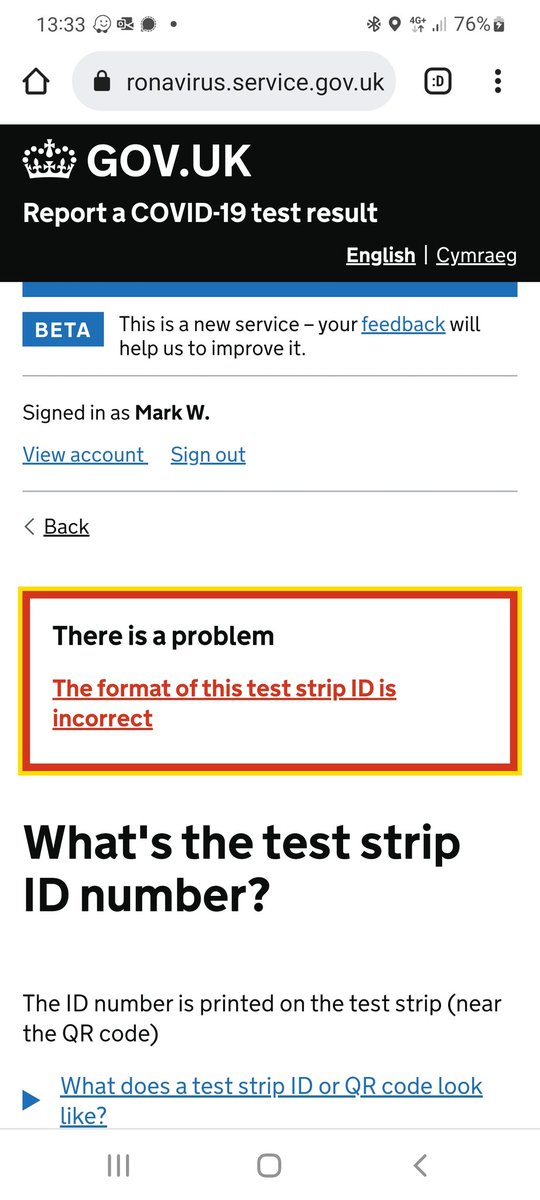 13:33
4G+
76%
ronavirus.service.gov.uk
:D
GOV.UK
Report a COVID-19 test result
English | Cymraeg
BETA
This is a new service – your feedback will
help us to improve it.
Signed in as Mark W.
View account Sign out
Back
There is a problem
The format of this test strip ID is
incorrect
What's the test strip
ID number?
The ID number is printed on the test strip (near
the QR code)
What does a test strip ID or QR code look
like?